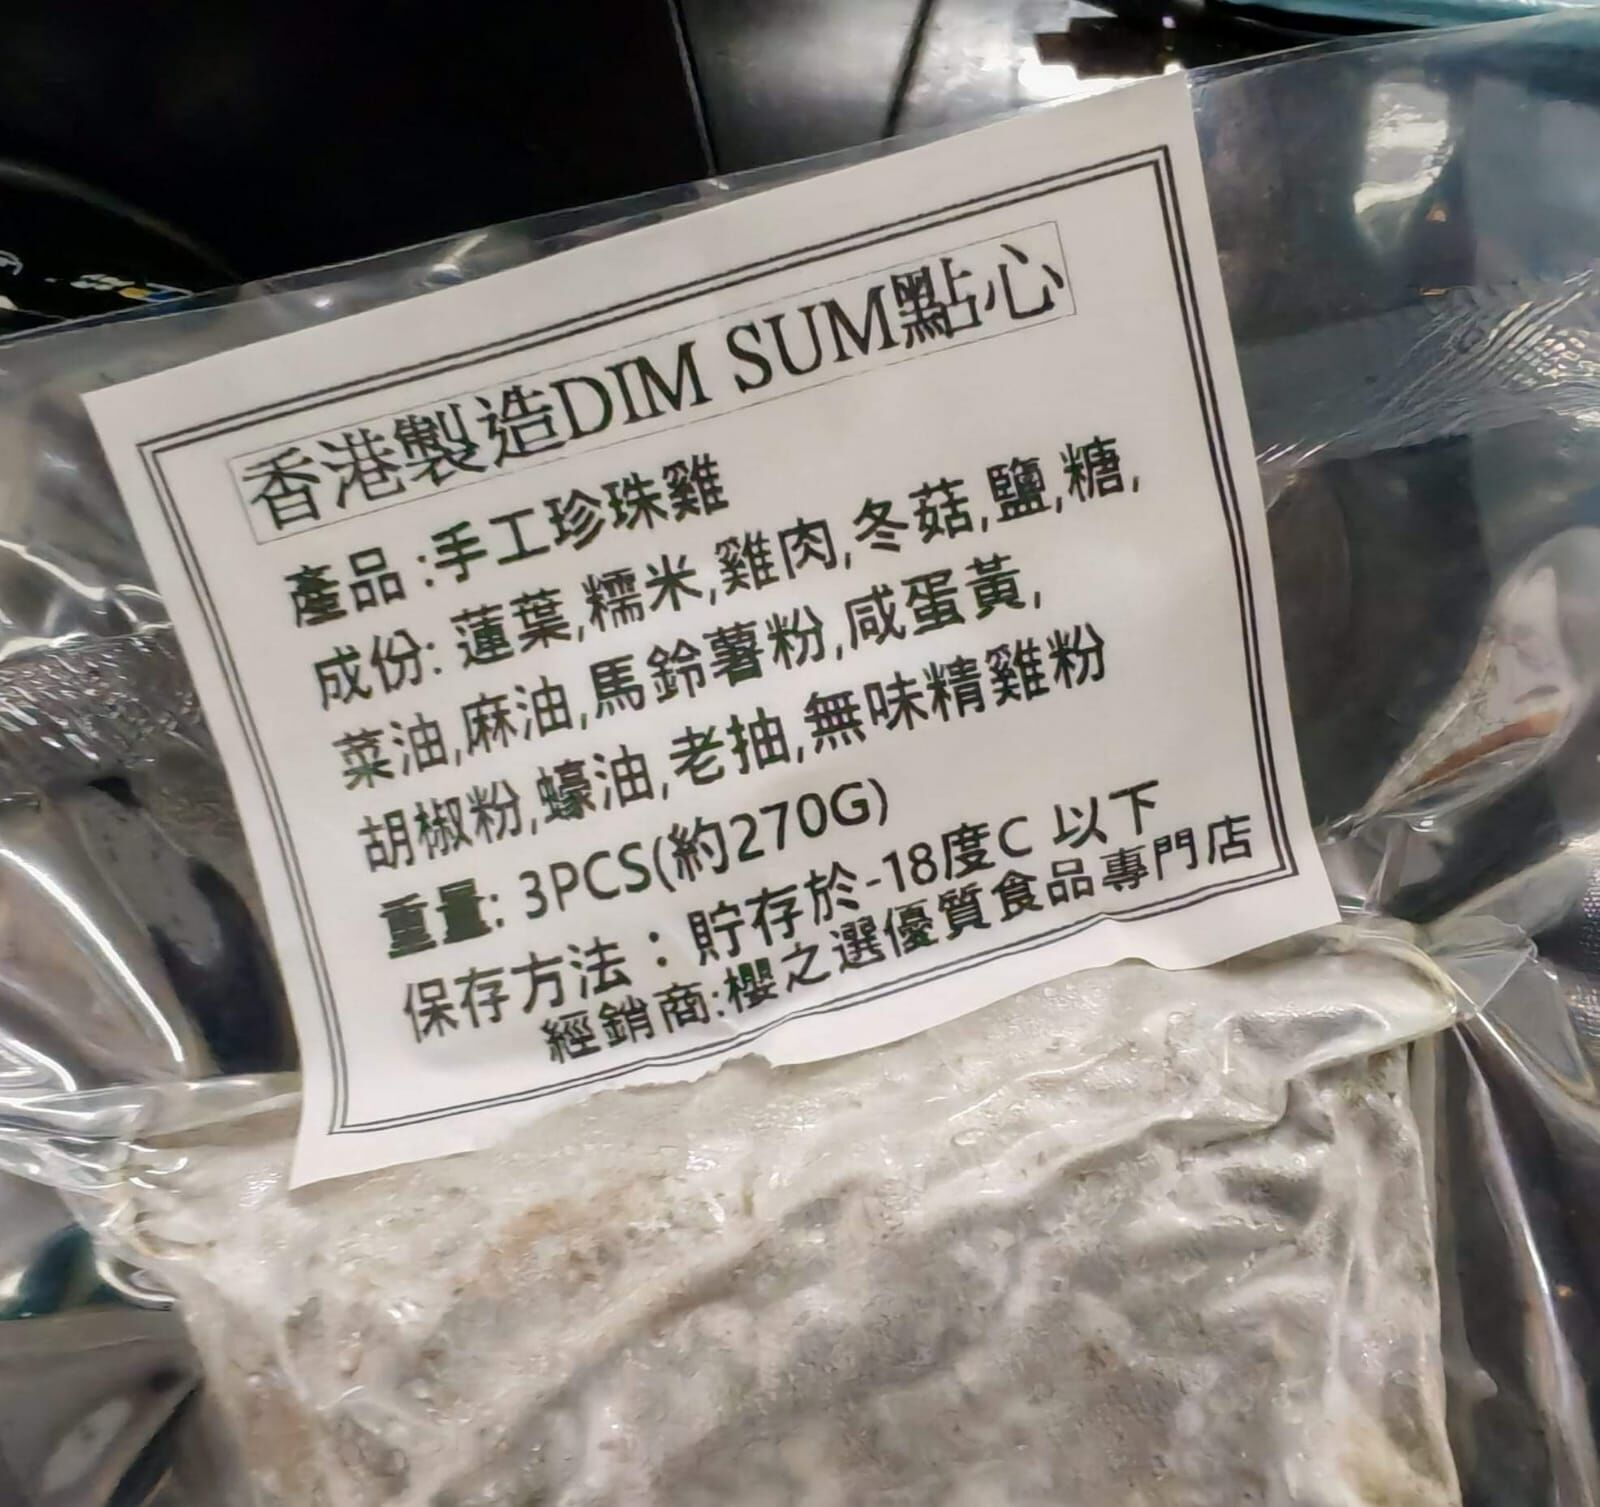 香港製造DIM SUM點心
產品:手工珍珠雞
成份: 蓮葉,糯米,雞肉,冬菇,鹽,糖,
菜油,麻油,馬鈴薯粉,咸蛋黃,
胡椒粉,蠔油,老抽,無味精雞粉
重量: 3PCS(約270G)
保存方法：貯存於-18度C 以下
經銷商:櫻之選優質食品專門店